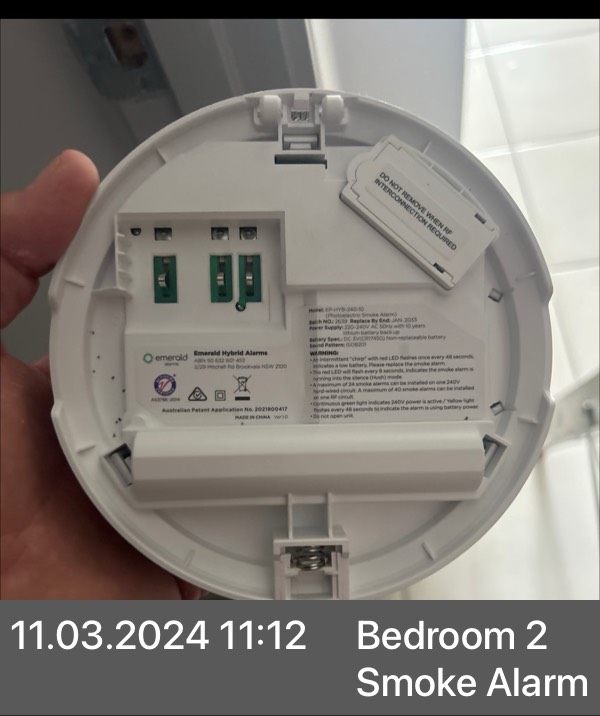 DO NOT REMOVE WHEN RF
INTERCONNECTION REQUIRED
Model: EP-HYB-240-10
(Photoelectric Smoke Alarm)
Batch NO.: 2639 Replace By End: JAN 2033
Power Supply: 220-240V AC 50Hz with 10 years
lithium battery back up
Battery Spec.: DC 3V(CR17450) Non-replaceable battery
Sound Pattern: ISO8201
WARNING:
An intermittent "chirp" with red LED flashes once every 48 seconds,
indicates a low battery. Please replace the smoke alarm.
The red LED will flash every 8 seconds, indicates the smoke alarm is
running into the silence (Hush) mode.
A maximum of 24 smoke alarms can be installed on one 240V
hard-wired circuit. A maximum of 40 smoke alarms can be installed
on one RF circuit.
Continuous green light indicates 240V power is active / Yellow light
flashes every 48 seconds to indicate the alarm is using battery power.
Do not open unit.
emerald
Emerald Hybrid Alarms
ABN 50 632 801 453
2/29 Mitchell Rd Brookvale NSW 2100
AS3786:2014
Australian Patent Application No. 2021900417
MADE IN CHINA
11.03.2024 11:12
Bedroom 2
Smoke Alarm